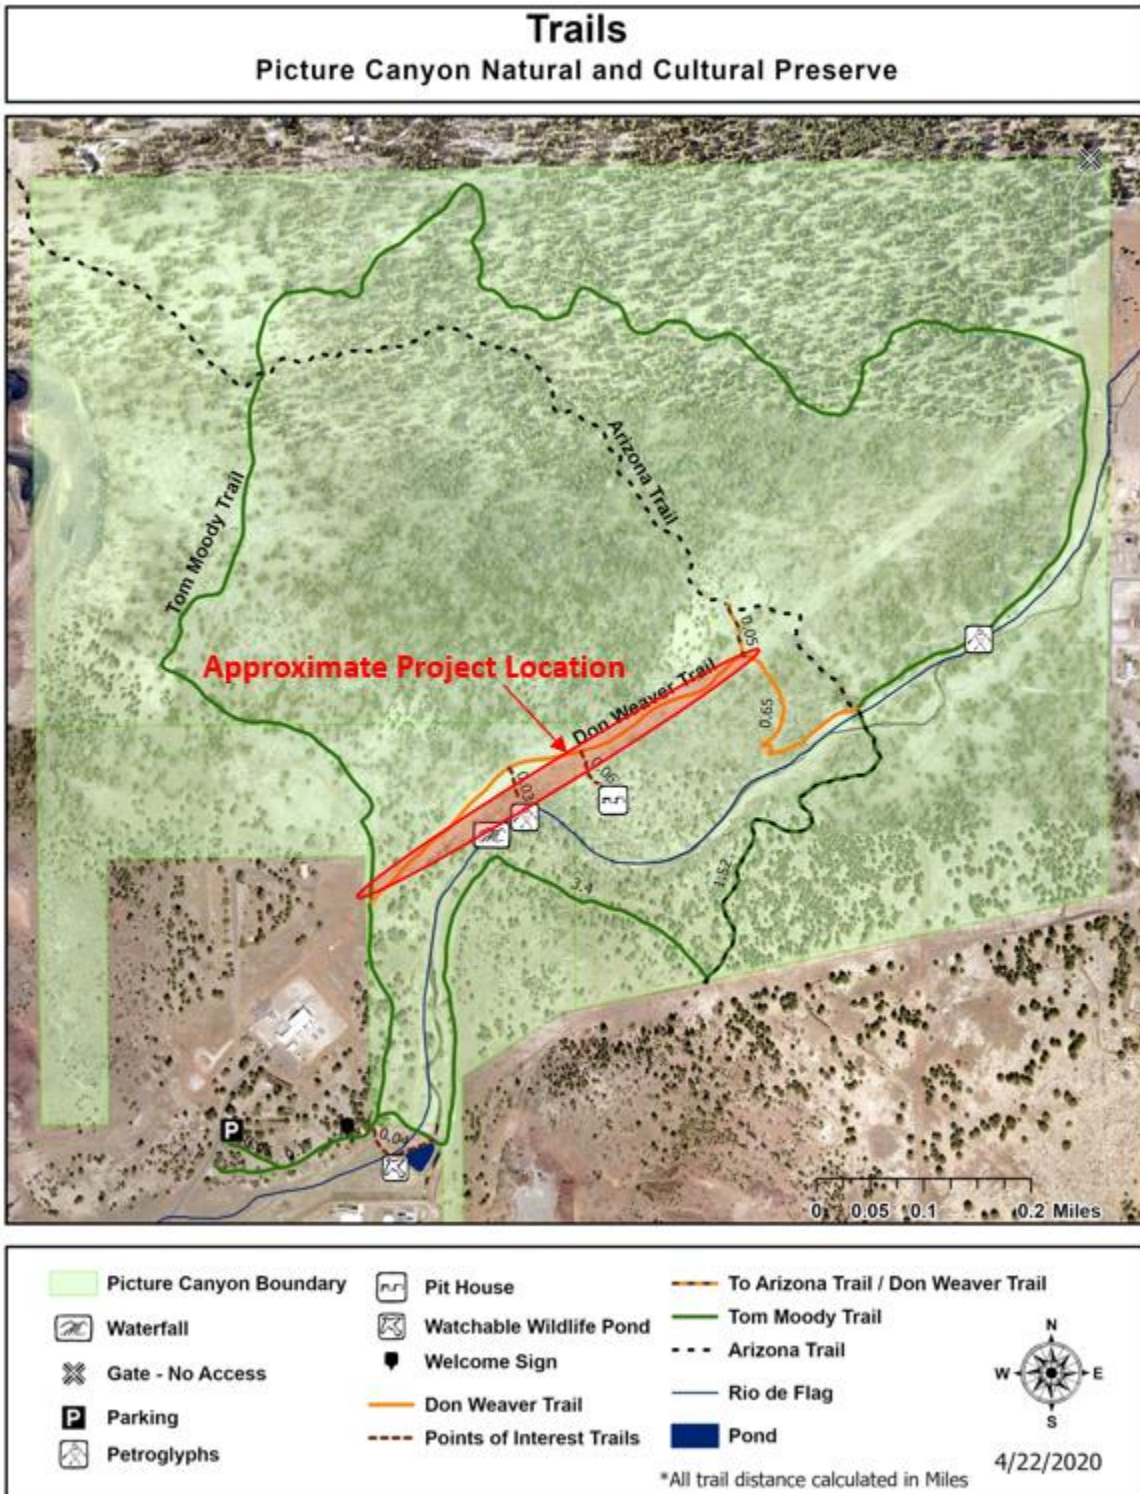 Trails
Picture Canyon Natural and Cultural Preserve
Arizona Trail
Tom Moody Trail
0.05
Approximate Project Location
Don Weaver Trail
0.65
0.03
0.06
3.4
1.52
P
0.04
0 0.05 0.1 0.2 Miles
Picture Canyon Boundary
Waterfall
Gate - No Access
P Parking
Petroglyphs
Pit House
Watchable Wildlife Pond
Welcome Sign
Don Weaver Trail
Points of Interest Trails
To Arizona Trail / Don Weaver Trail
Tom Moody Trail
Arizona Trail
Rio de Flag
Pond
*All trail distance calculated in Miles
N
W E
S
4/22/2020